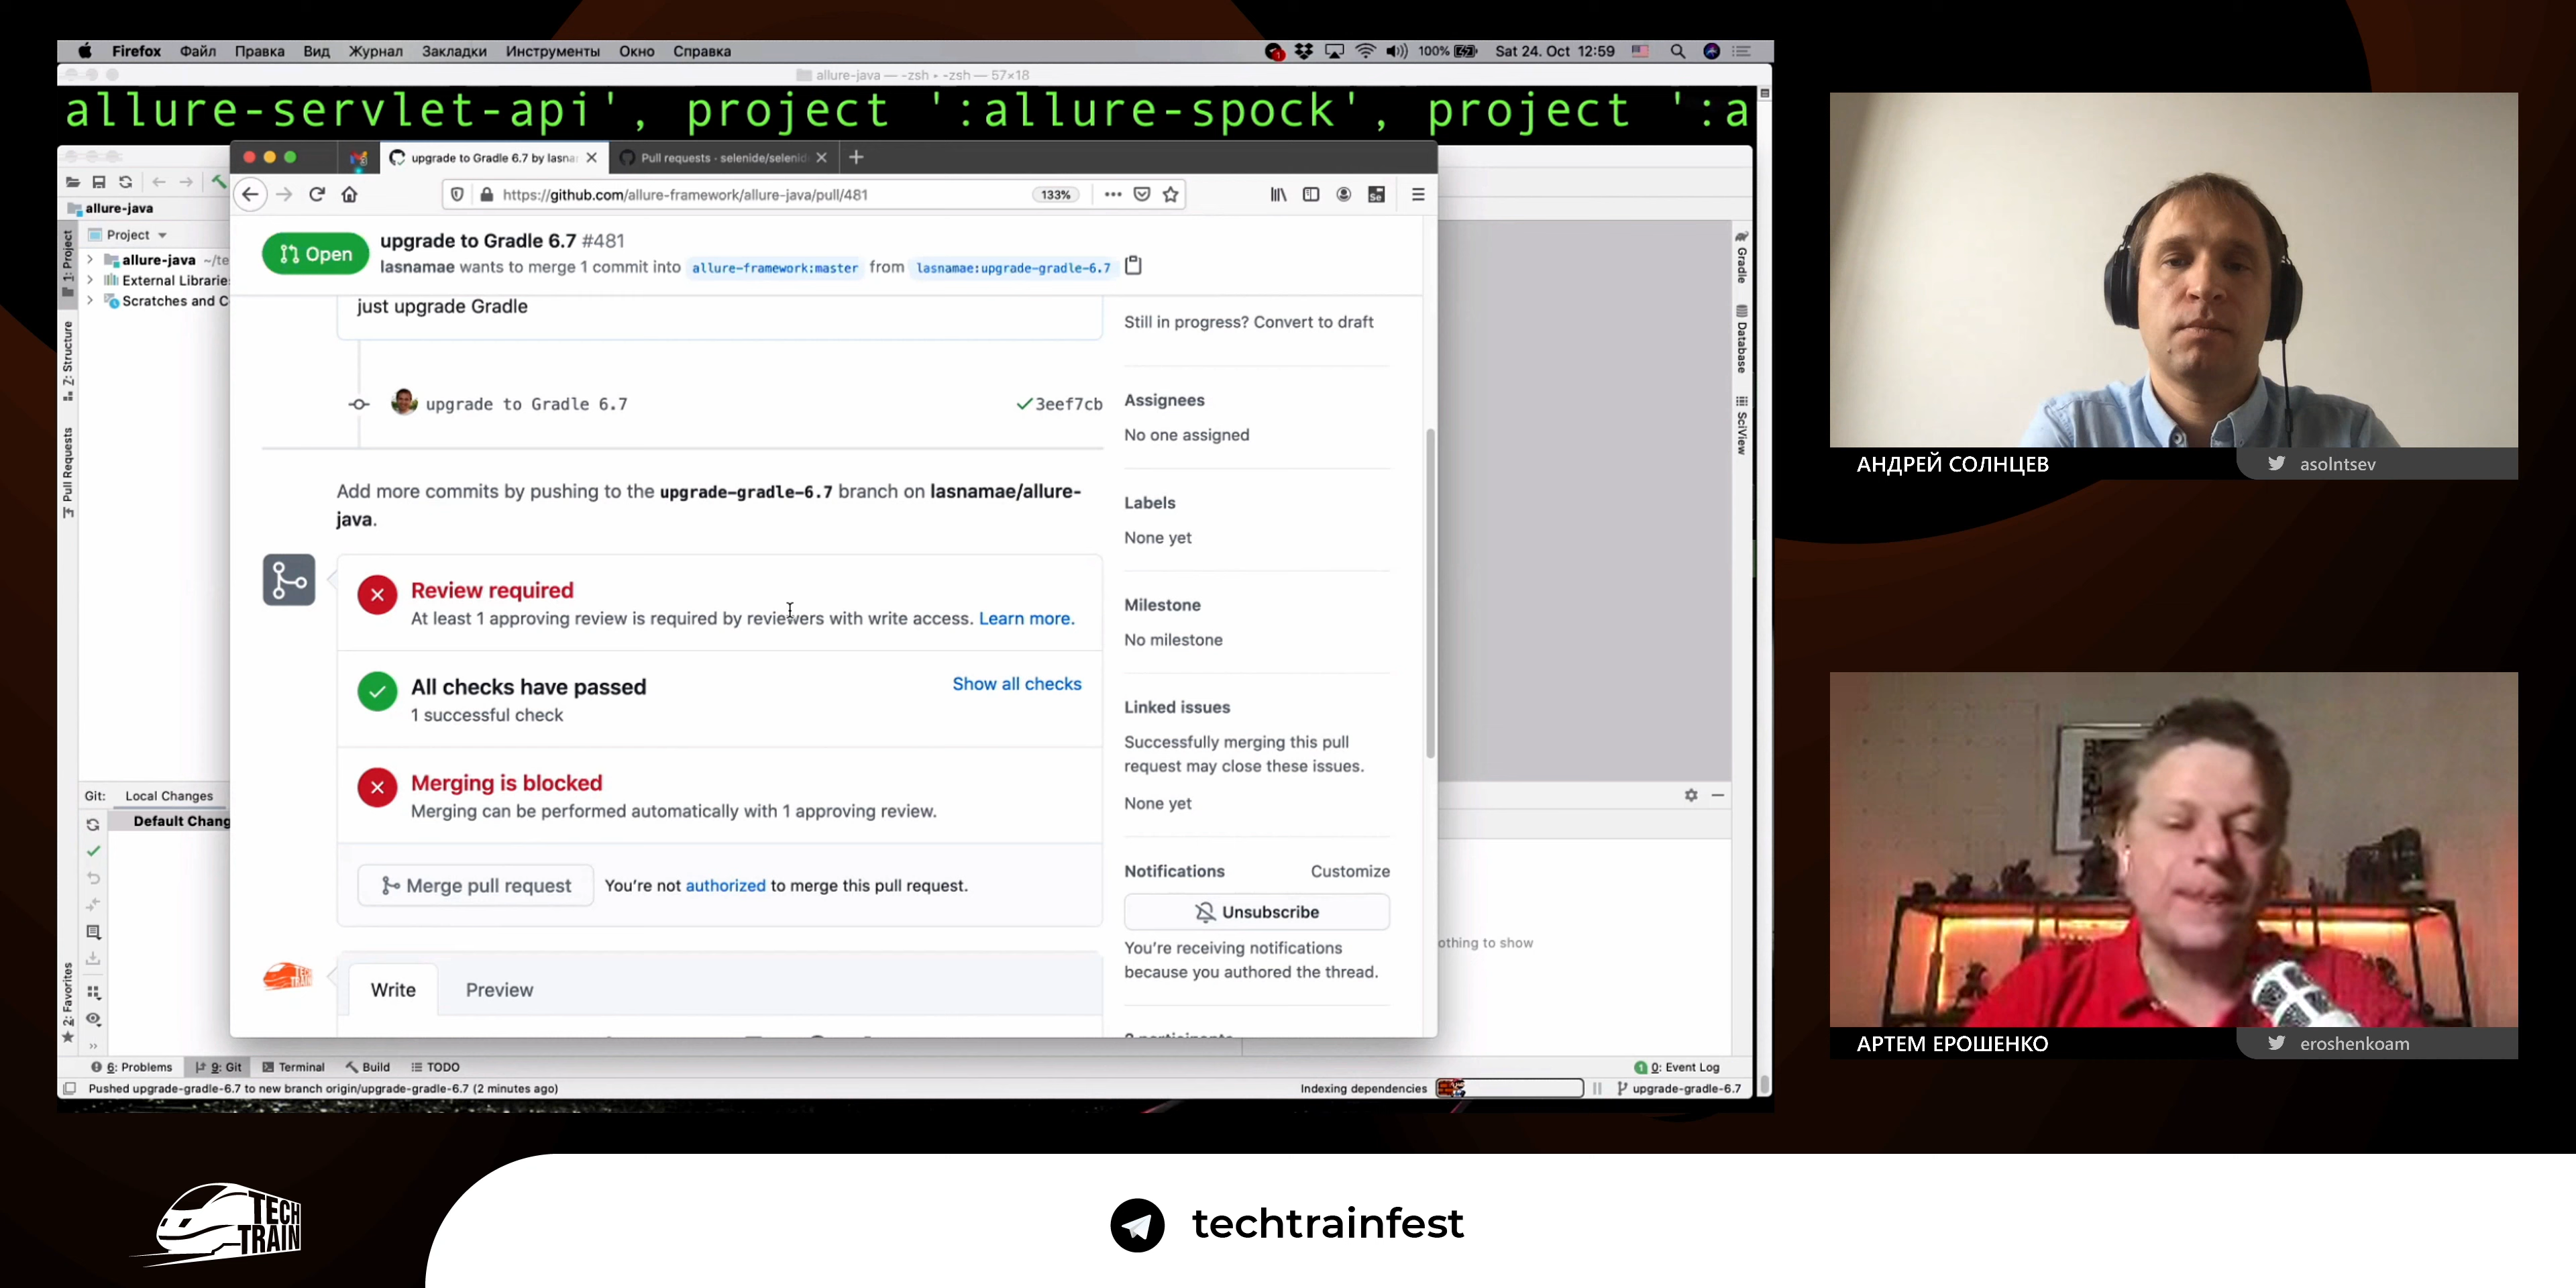 Firefox Файл Правка Вид Журнал Закладки Инструменты Окно Справка
100% Sat 24. Oct 12:59
allure-java — -zsh • -zsh — 57×18
allure-servlet-api', project ':allure-spock', project ':a
upgrade to Gradle 6.7 by lasna
Pull requests · selenide/selenid
https://github.com/allure-framework/allure-java/pull/481
133%
allure-java
Project
allure-java ~/te
External Librarie
Scratches and C
1: Project
Z: Structure
Pull Requests
2: Favorites
Gradle
Database
SciView
Open
upgrade to Gradle 6.7 #481
lasnamae wants to merge 1 commit into allure-framework:master from lasnamae:upgrade-gradle-6.7
just upgrade Gradle
upgrade to Gradle 6.7
3eef7cb
Add more commits by pushing to the upgrade-gradle-6.7 branch on lasnamae/allure-
java.
Review required
At least 1 approving review is required by reviewers with write access. Learn more.
All checks have passed
Show all checks
1 successful check
Merging is blocked
Merging can be performed automatically with 1 approving review.
Merge pull request
You're not authorized to merge this pull request.
Write
Preview
Still in progress? Convert to draft
Assignees
No one assigned
Labels
None yet
Milestone
No milestone
Linked issues
Successfully merging this pull
request may close these issues.
None yet
Notifications
Customize
Unsubscribe
You're receiving notifications
because you authored the thread.
Git:
Local Changes
Default Chang
othing to show
6: Problems
9: Git
Terminal
Build
TODO
0: Event Log
Pushed upgrade-gradle-6.7 to new branch origin/upgrade-gradle-6.7 (2 minutes ago)
Indexing dependencies
upgrade-gradle-6.7
АНДРЕЙ СОЛНЦЕВ
asolntsev
АРТЕМ ЕРОШЕНКО
eroshenkoam
TECH
TRAIN
techtrainfest